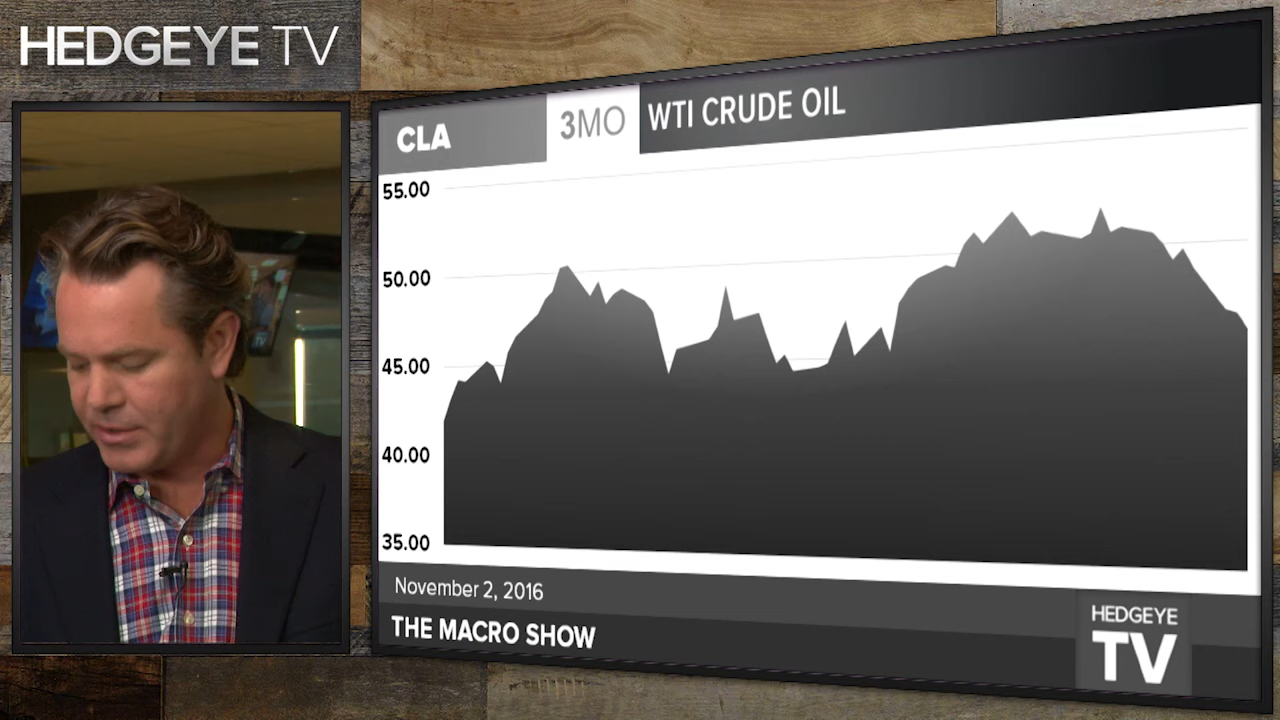 HEDGEYE TV
CLA
3MO
WTI CRUDE OIL
55.00
50.00
45.00
40.00
35.00
November 2, 2016
THE MACRO SHOW
HEDGEYE
TV